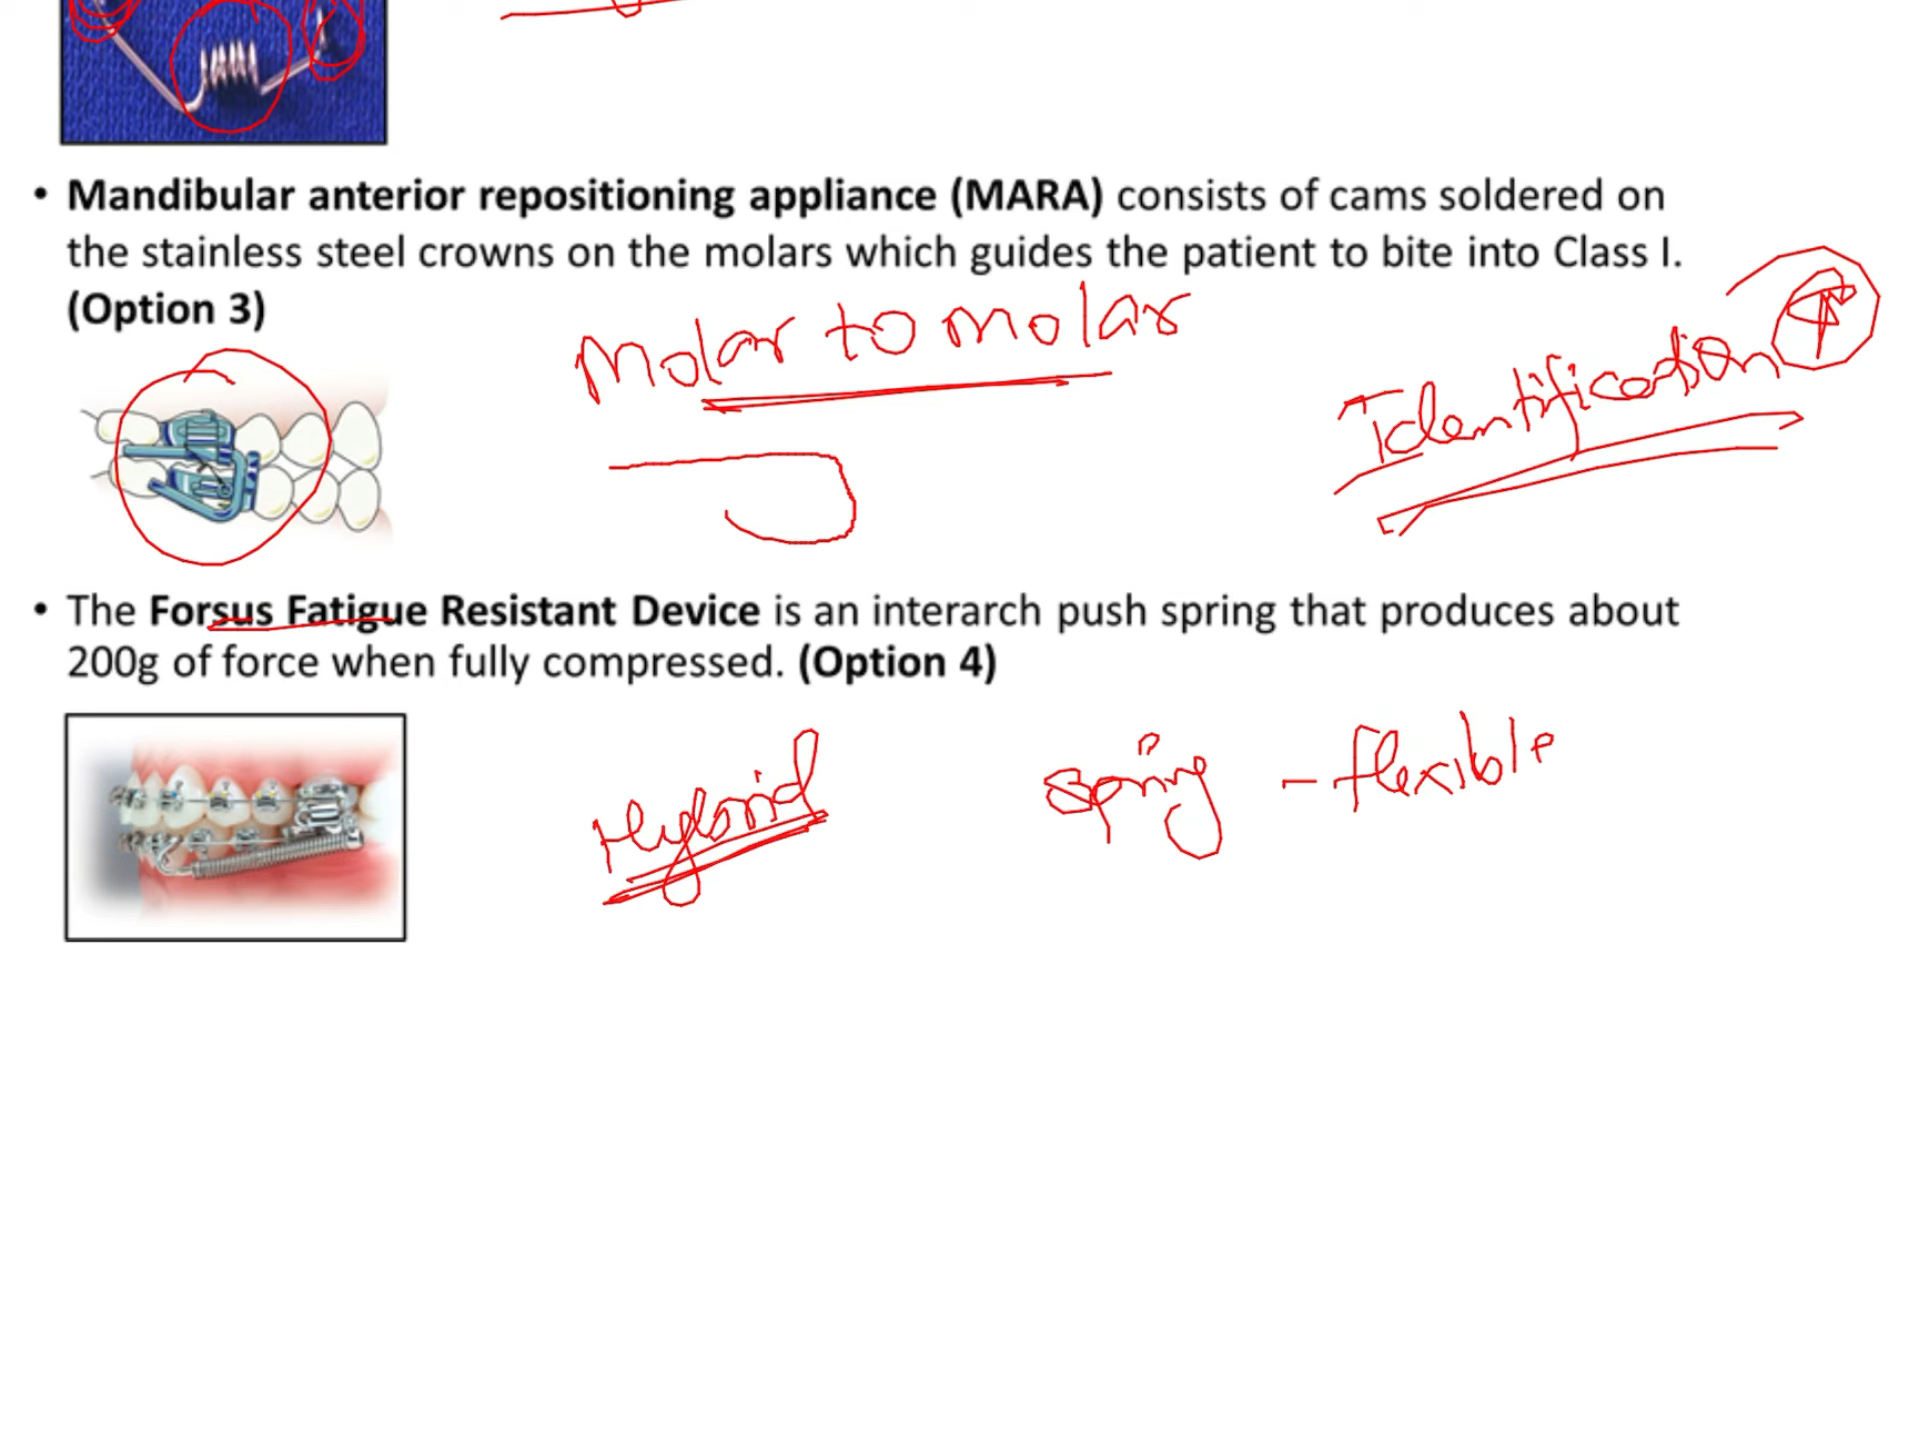 • Mandibular anterior repositioning appliance (MARA) consists of cams soldered on
the stainless steel crowns on the molars which guides the patient to bite into Class I.
(Option 3)
Molar to molar
Identification
• The Forsus Fatigue Resistant Device is an interarch push spring that produces about
200g of force when fully compressed. (Option 4)
Hybrid
Spring - flexible